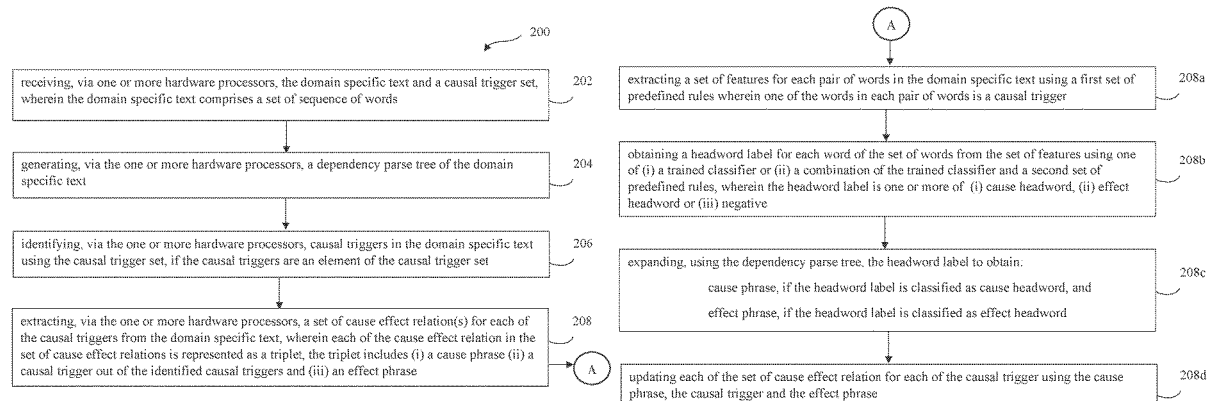 200
receiving, via one or more hardware processors, the domain specific text and a causal trigger set,
wherein the domain specific text comprises a set of sequence of words
202
generating, via the one or more hardware processors, a dependency parse tree of the domain
specific text
204
identifying, via the one or more hardware processors, causal triggers in the domain specific text
using the causal trigger set, if the causal triggers are an element of the causal trigger set
206
extracting, via the one or more hardware processors, a set of cause effect relation(s) for each of
the causal triggers from the domain specific text, wherein each of the cause effect relation in the
set of cause effect relations is represented as a triplet, the triplet includes (i) a cause phrase (ii) a
causal trigger out of the identified causal triggers and (iii) an effect phrase
208
A
A
extracting a set of features for each pair of words in the domain specific text using a first set of
predefined rules wherein one of the words in each pair of words is a causal trigger
208a
obtaining a headword label for each word of the set of words from the set of features using one
of (i) a trained classifier or (ii) a combination of the trained classifier and a second set of
predefined rules, wherein the headword label is one or more of (i) cause headword, (ii) effect
headword or (iii) negative
208b
expanding, using the dependency parse tree, the headword label to obtain:
cause phrase, if the headword label is classified as cause headword, and
effect phrase, if the headword label is classified as effect headword
208c
updating each of the set of cause effect relation for each of the causal trigger using the cause
phrase, the causal trigger and the effect phrase
208d